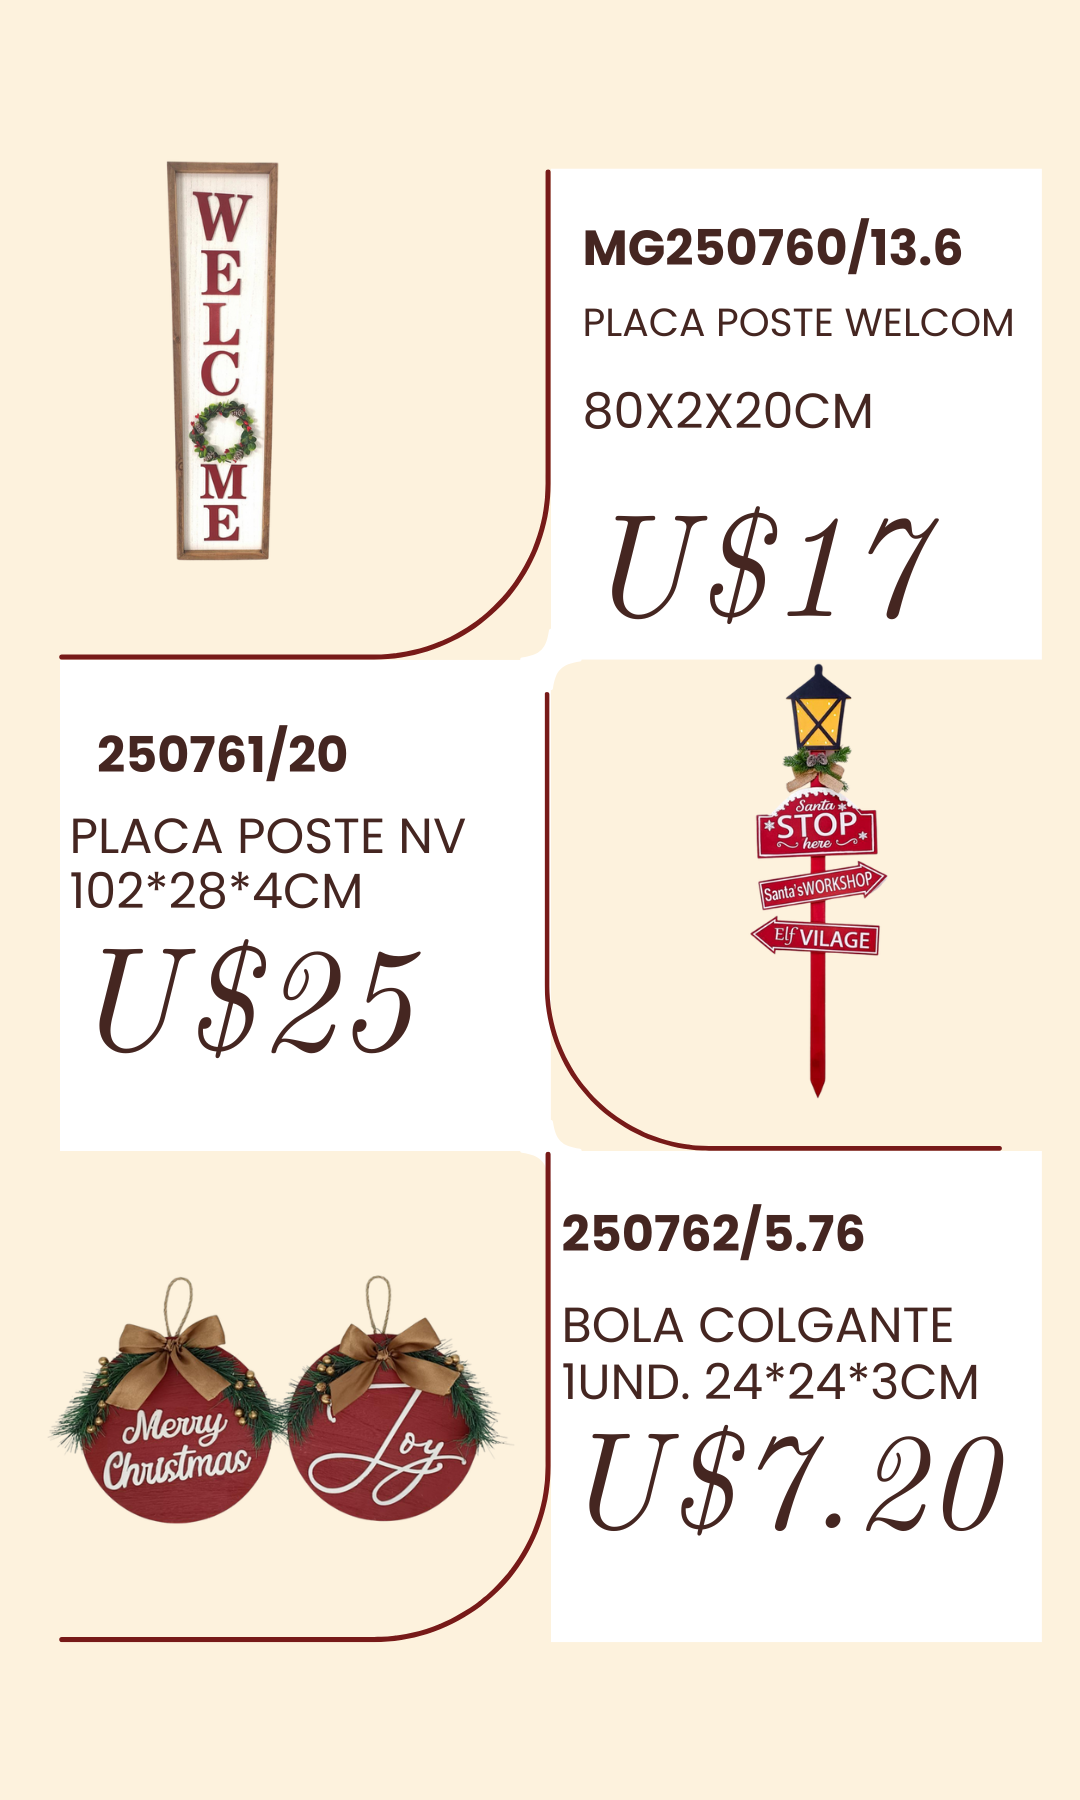 W
E
L
C
M
E
MG250760/13.6
PLACA POSTE WELCOM
80X2X20CM
U$17
250761/20
PLACA POSTE NV
102*28*4CM
U$25
Santa
STOP
here
Santa'sWORKSHOP
Elf VILAGE
Merry
Christmas
Joy
250762/5.76
BOLA COLGANTE
1UND. 24*24*3CM
U$7.20